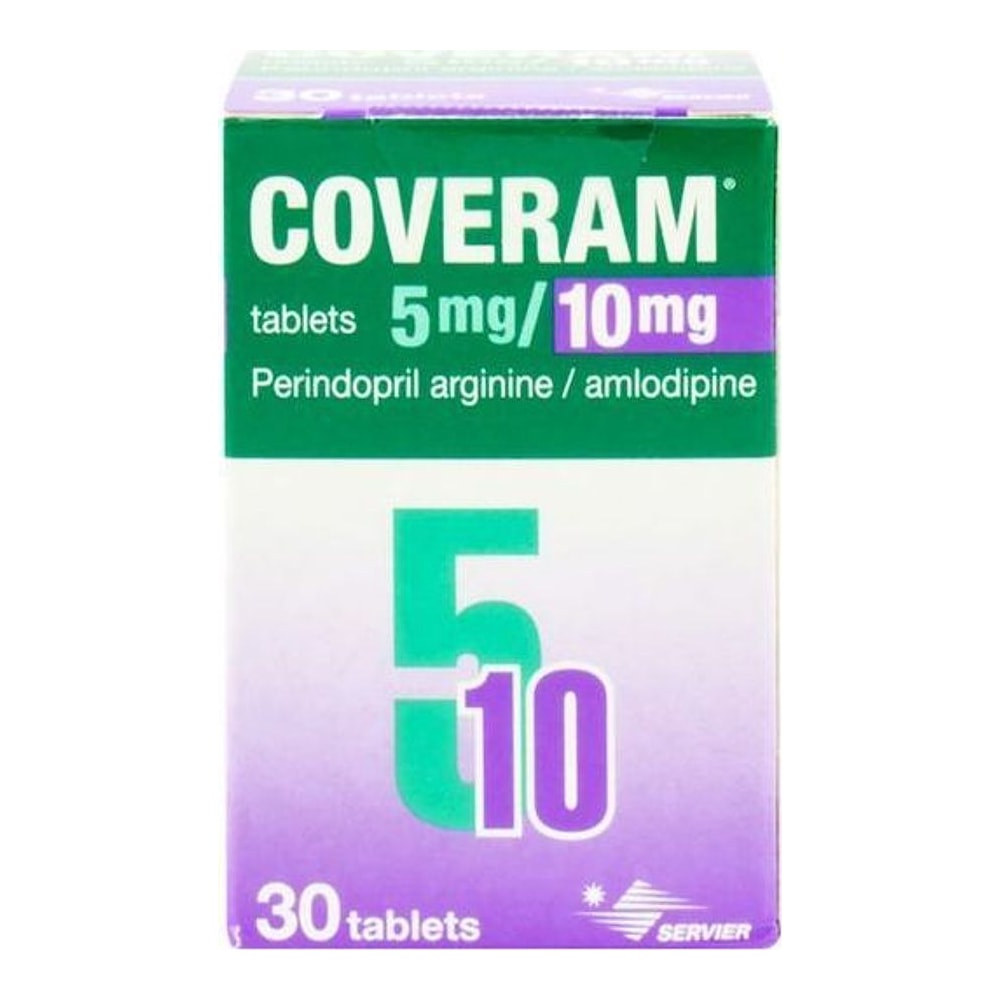 30 tablets
COVERAM®
tablets 5mg/10mg
Perindopril arginine / amlodipine
5
10
30 tablets
SERVIER